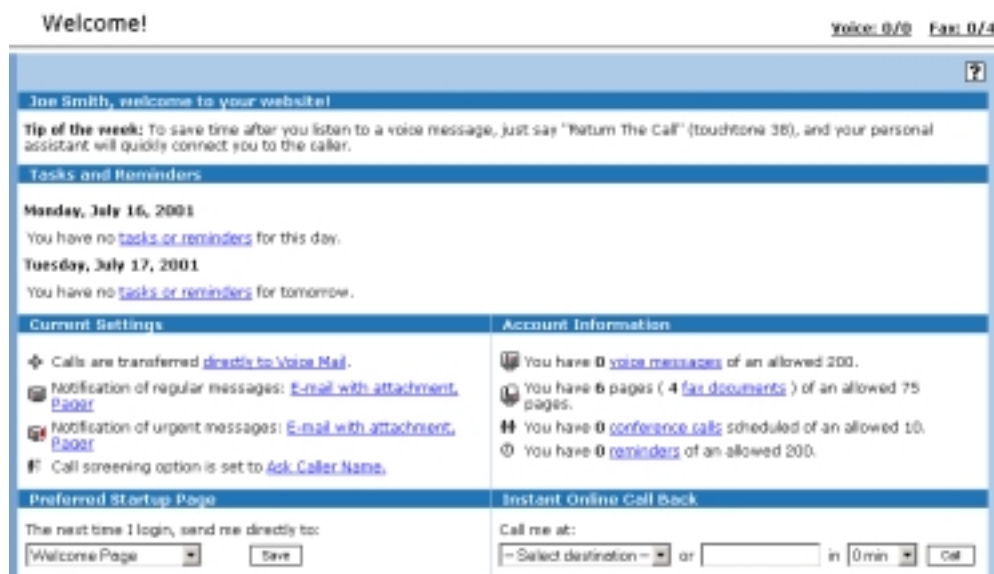 Welcome!
Voice: 0/0 Fax: 0/4
?
Joe Smith, welcome to your website!
Tip of the week: To save time after you listen to a voice message, just say "Return The Call" (touchtone 38), and your personal
assistant will quickly connect you to the caller.
Tasks and Reminders
Monday, July 16, 2001
You have no tasks or reminders for this day.
Tuesday, July 17, 2001
You have no tasks or reminders for tomorrow.
Current Settings
Calls are transferred directly to Voice Mail.
Notification of regular messages: E-mail with attachment,
Pager
Notification of urgent messages: E-mail with attachment,
Pager
Call screening option is set to Ask Caller Name.
Account Information
You have 0 voice messages of an allowed 200.
You have 6 pages ( 4 fax documents ) of an allowed 75
pages.
You have 0 conference calls scheduled of an allowed 10.
You have 0 reminders of an allowed 200.
Preferred Startup Page
The next time I login, send me directly to:
Welcome Page Save
Instant Online Call Back
Call me at:
-- Select destination -- or in 0 min Call